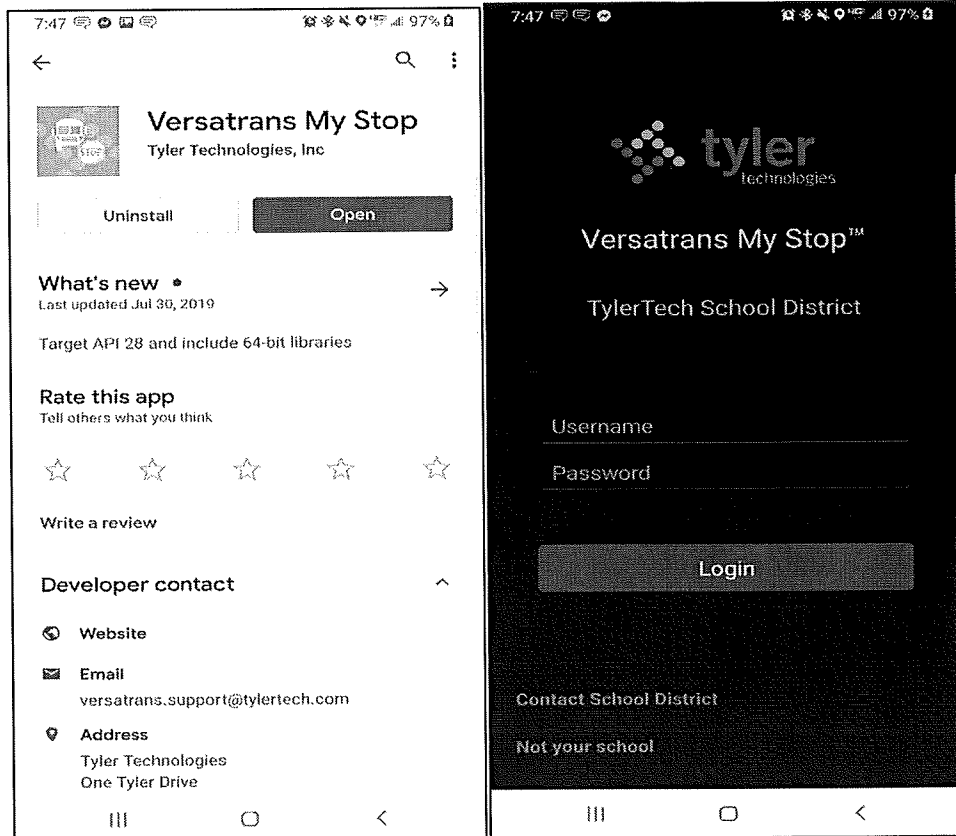 7:47
97%
Versatrans My Stop
Tyler Technologies, Inc
STOP
Uninstall
Open
What's new
Last updated Jul 30, 2019
Target API 28 and include 64-bit libraries
Rate this app
Tell others what you think
Write a review
Developer contact
Website
Email
versatrans.support@tylertech.com
Address
Tyler Technologies
One Tyler Drive
7:47
97%
tyler
technologies
Versatrans My Stop™
TylerTech School District
Username
Password
Login
Contact School District
Not your school